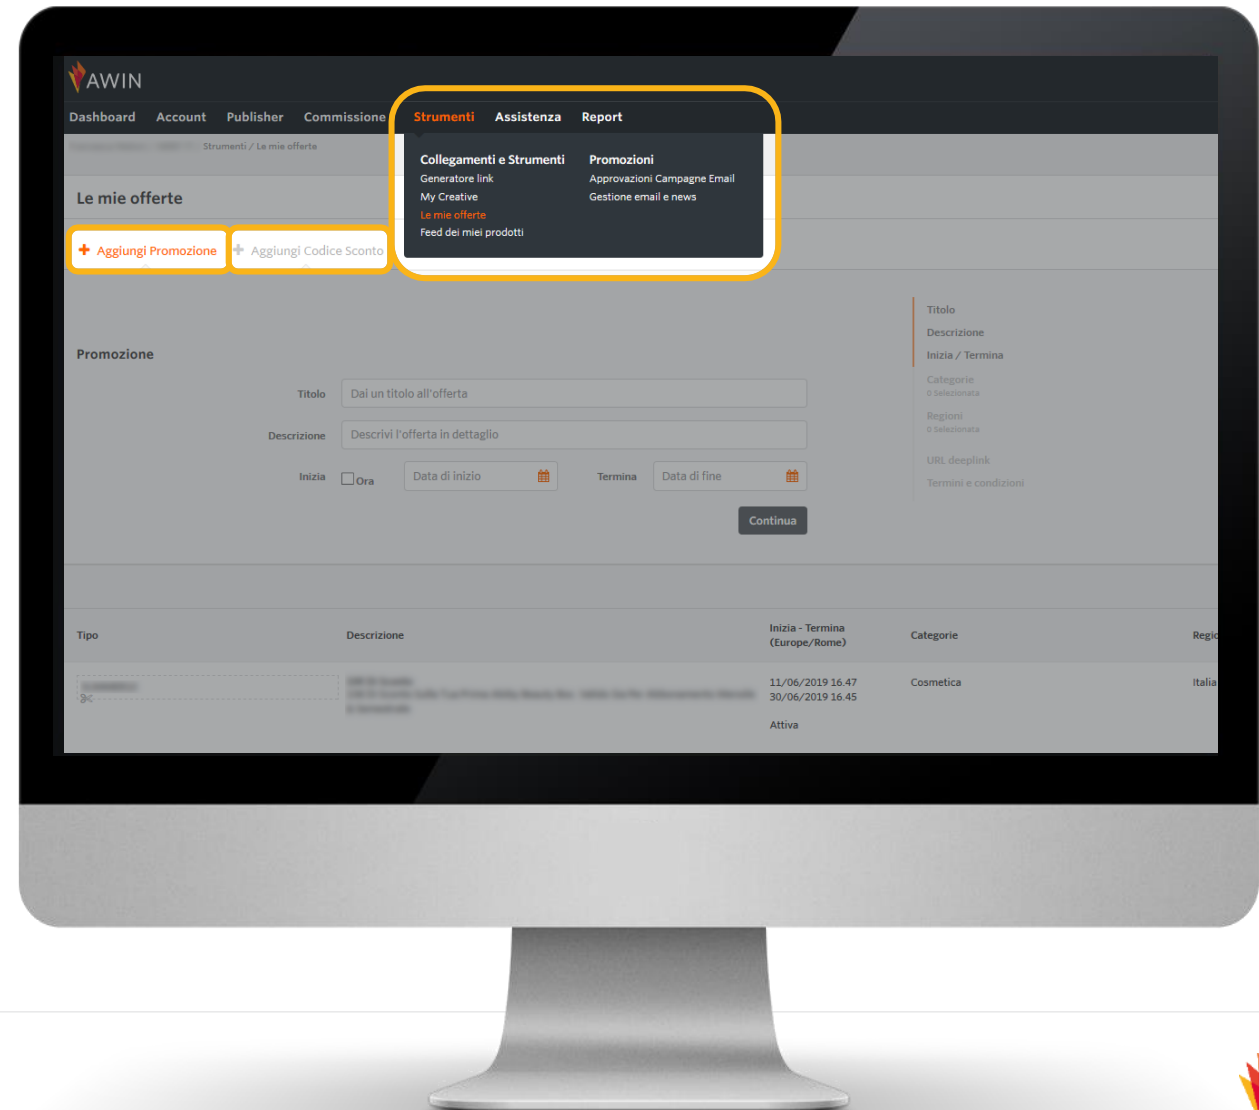 AWIN
Dashboard Account Publisher Commissione Strumenti Assistenza Report
Strumenti / Le mie offerte
Collegamenti e Strumenti
Generatore link
My Creative
Le mie offerte
Feed dei miei prodotti
Promozioni
Approvazioni Campagne Email
Gestione email e news
Le mie offerte
+ Aggiungi Promozione
+ Aggiungi Codice Sconto
Titolo
Descrizione
Inizia / Termina
Categorie
0 Selezionata
Regioni
0 Selezionata
URL deeplink
Termini e condizioni
Promozione
Titolo Dai un titolo all'offerta
Descrizione Descrivi l'offerta in dettaglio
Inizia Ora Data di inizio Termina Data di fine
Continua
Tipo
Descrizione
Inizia - Termina
(Europe/Rome)
Categorie
Regio
11/06/2019 16.47
30/06/2019 16.45
Attiva
Cosmetica
Italia